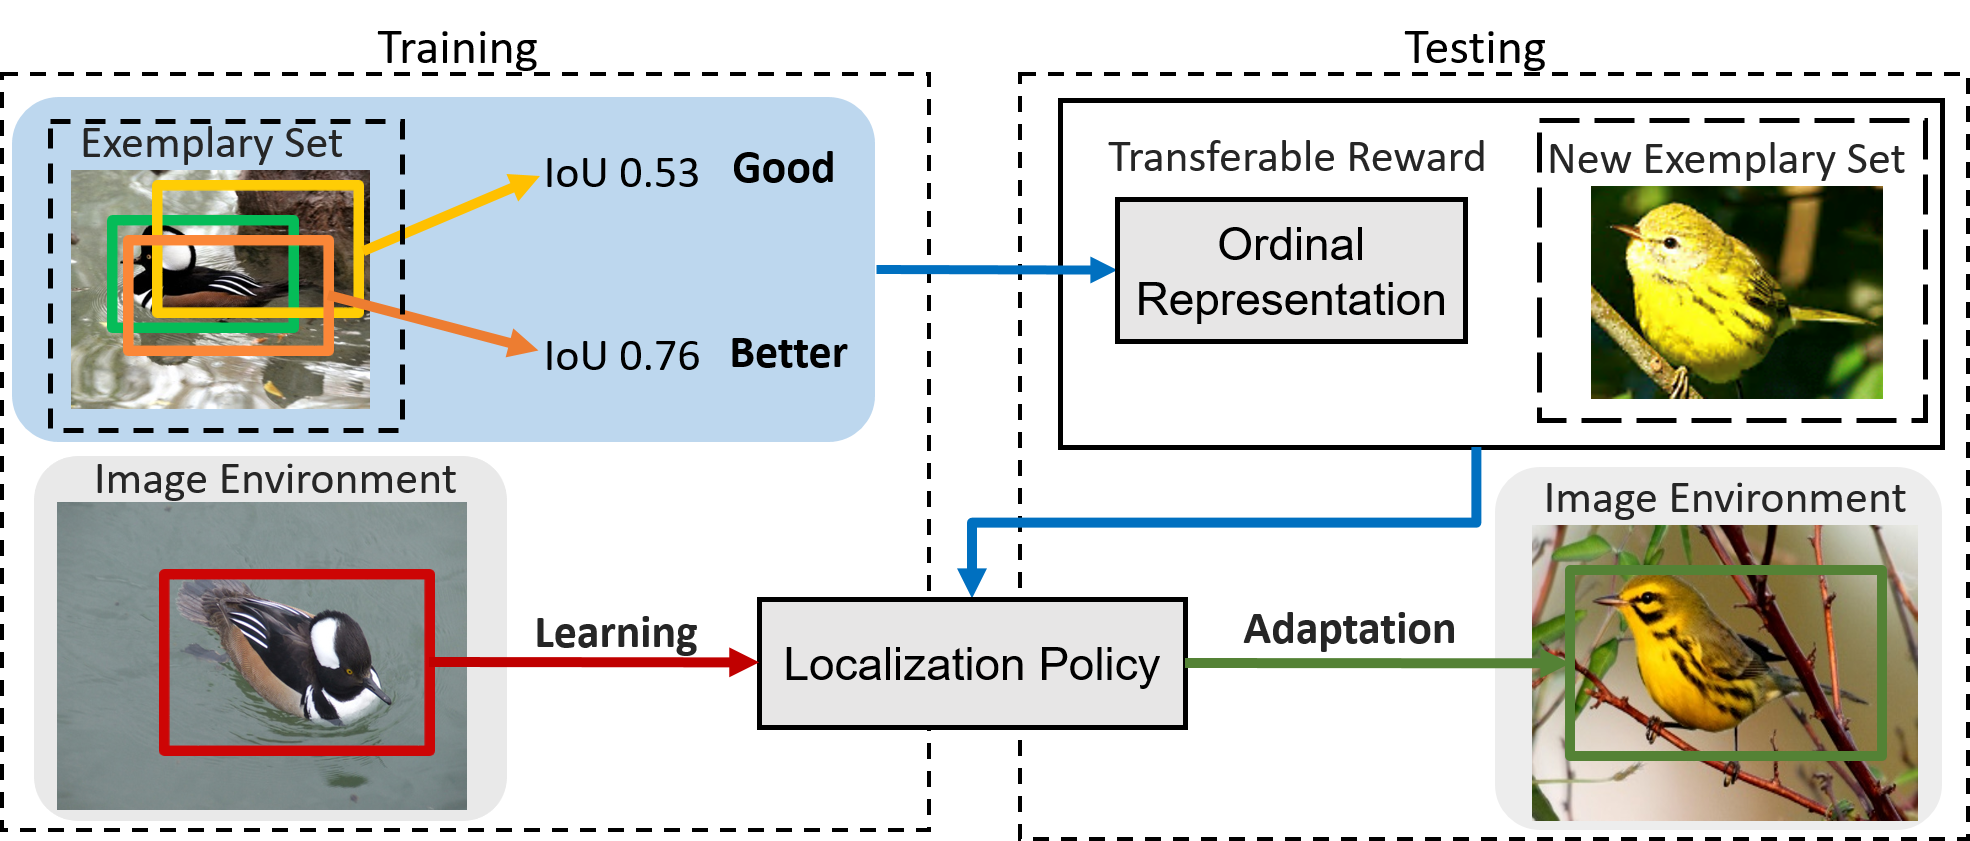 Training
Exemplary Set
IoU 0.53 Good
IoU 0.76 Better
Image Environment
Learning
Localization Policy
Testing
Transferable Reward
Ordinal
Representation
New Exemplary Set
Adaptation
Image Environment